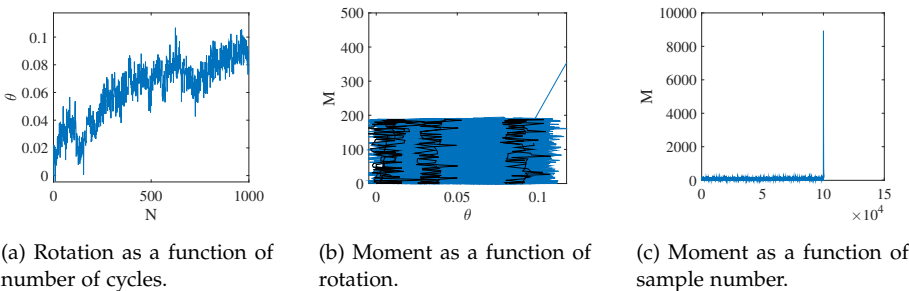 0.1
0.08
0.06
0.04
0.02
0
θ
0
500
1000
N
500
400
300
200
100
0
M
0
0.05
0.1
θ
10000
8000
6000
4000
2000
0
M
0
5
10
15
×10⁴
(a) Rotation as a function of
number of cycles.
(b) Moment as a function of
rotation.
(c) Moment as a function of
sample number.